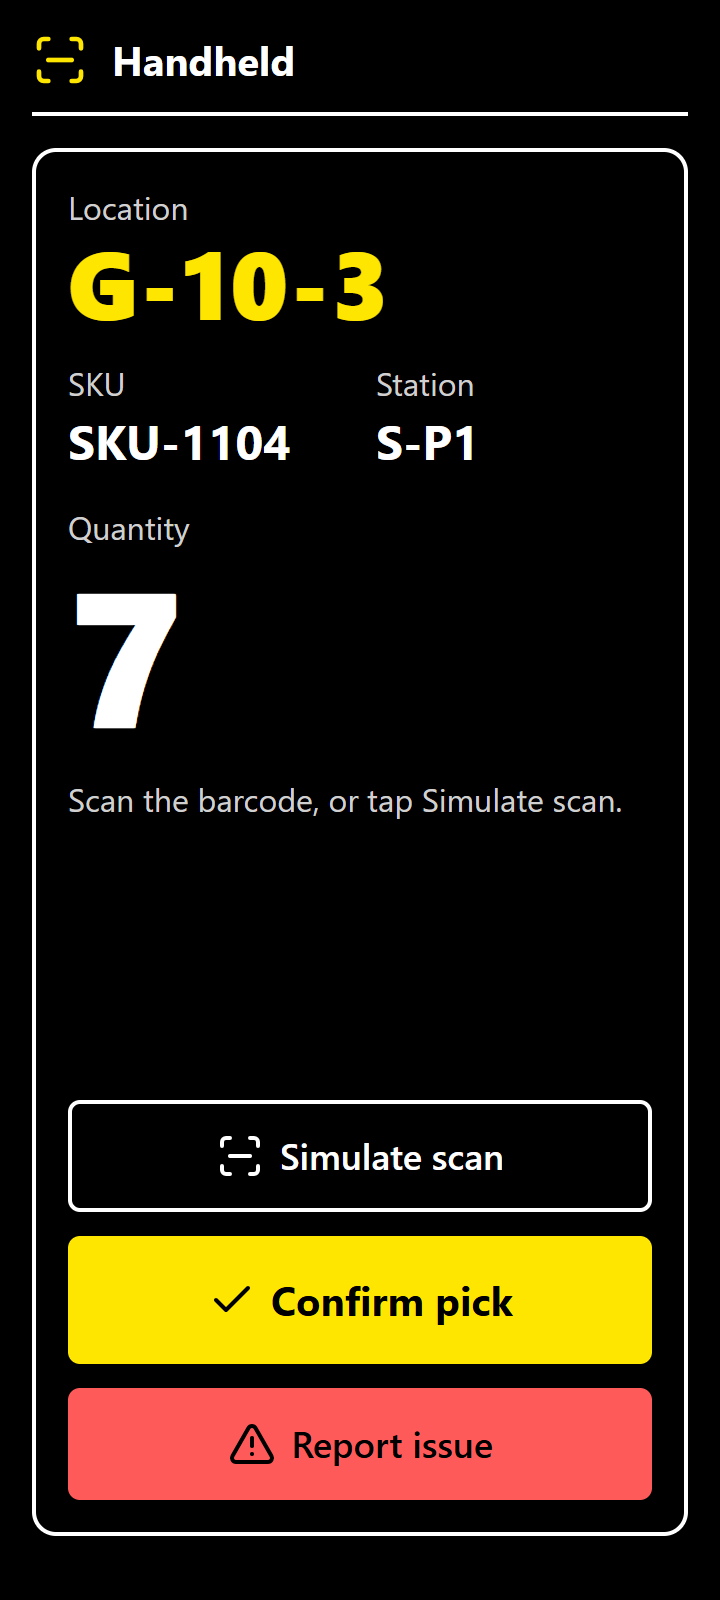 Handheld
Location
G-10-3
SKU
Station
SKU-1104
S-P1
Quantity
7
Scan the barcode, or tap Simulate scan.
Simulate scan
Confirm pick
Report issue